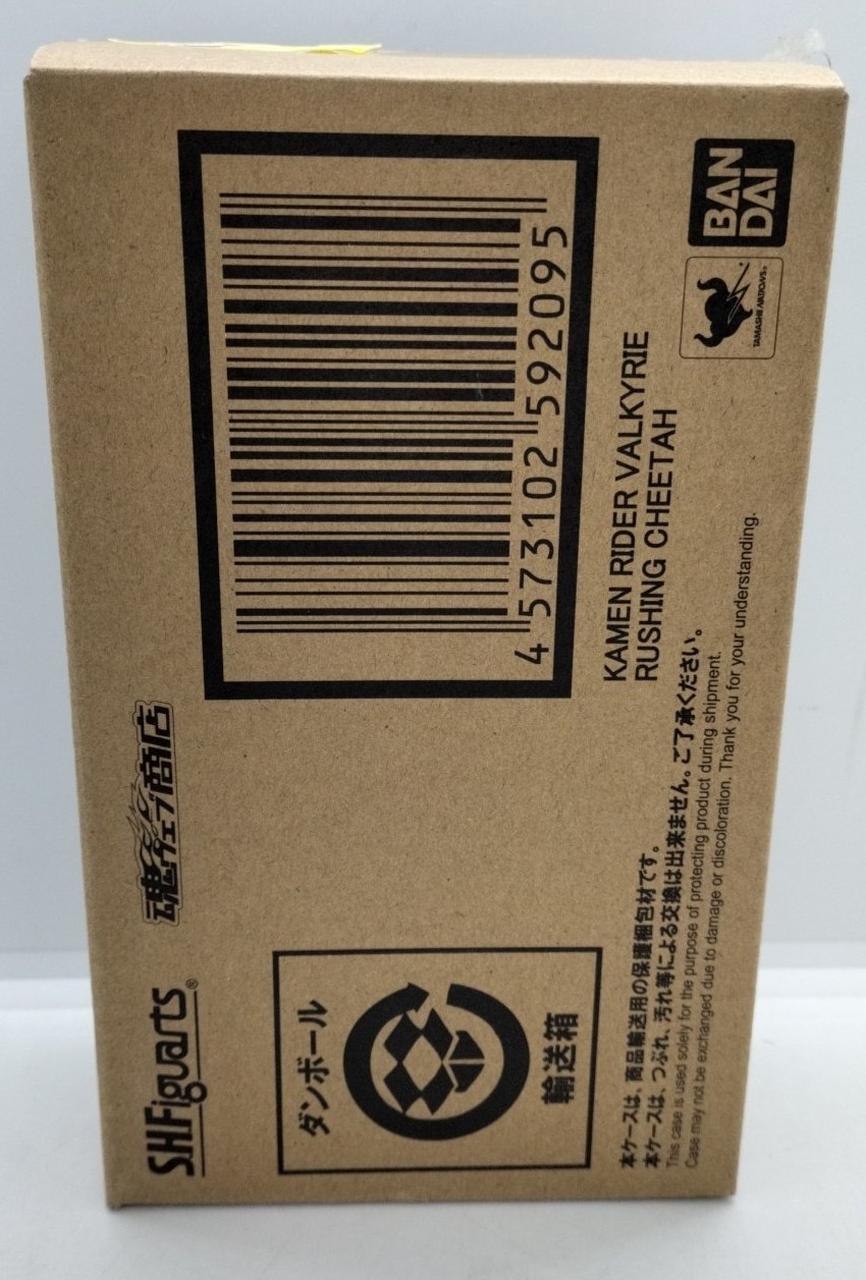 S.H.Figuarts®
魂ウェブ商店
ダンボール
輸送箱
4 573102 592095
KAMEN RIDER VALKYRIE
RUSHING CHEETAH
BAN
DAI
TAMASHII NATIONS®
本ケースは、商品輸送用の保護梱包材です。
本ケースは、つぶれ、汚れ等による交換は出来ません。ご了承ください。
This case is used solely for the purpose of protecting product during shipment.
Case may not be exchanged due to damage or discoloration. Thank you for your understanding.